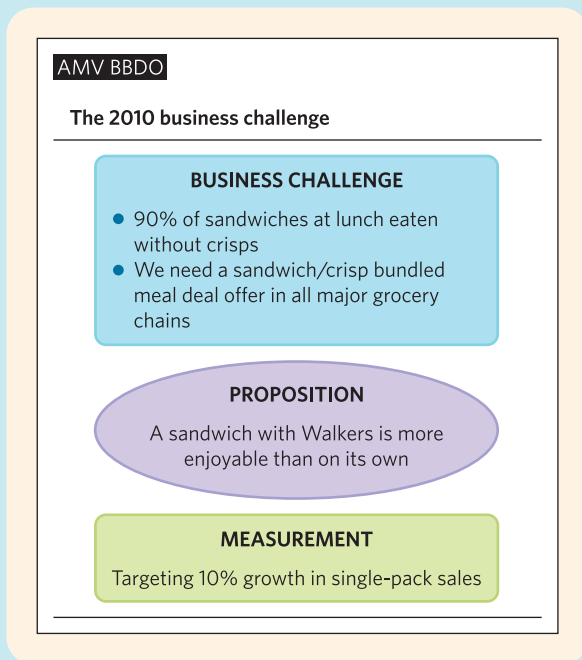 AMV BBDO
The 2010 business challenge
BUSINESS CHALLENGE
● 90% of sandwiches at lunch eaten
without crisps
● We need a sandwich/crisp bundled
meal deal offer in all major grocery
chains
PROPOSITION
A sandwich with Walkers is more
enjoyable than on its own
MEASUREMENT
Targeting 10% growth in single-pack sales